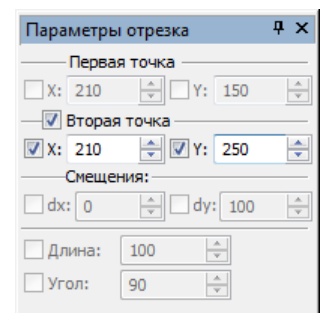 Параметры отрезка
Первая точка
X: 210 Y: 150
Вторая точка
X: 210 Y: 250
Смещения:
dx: 0 dy: 100
Длина: 100
Угол: 90